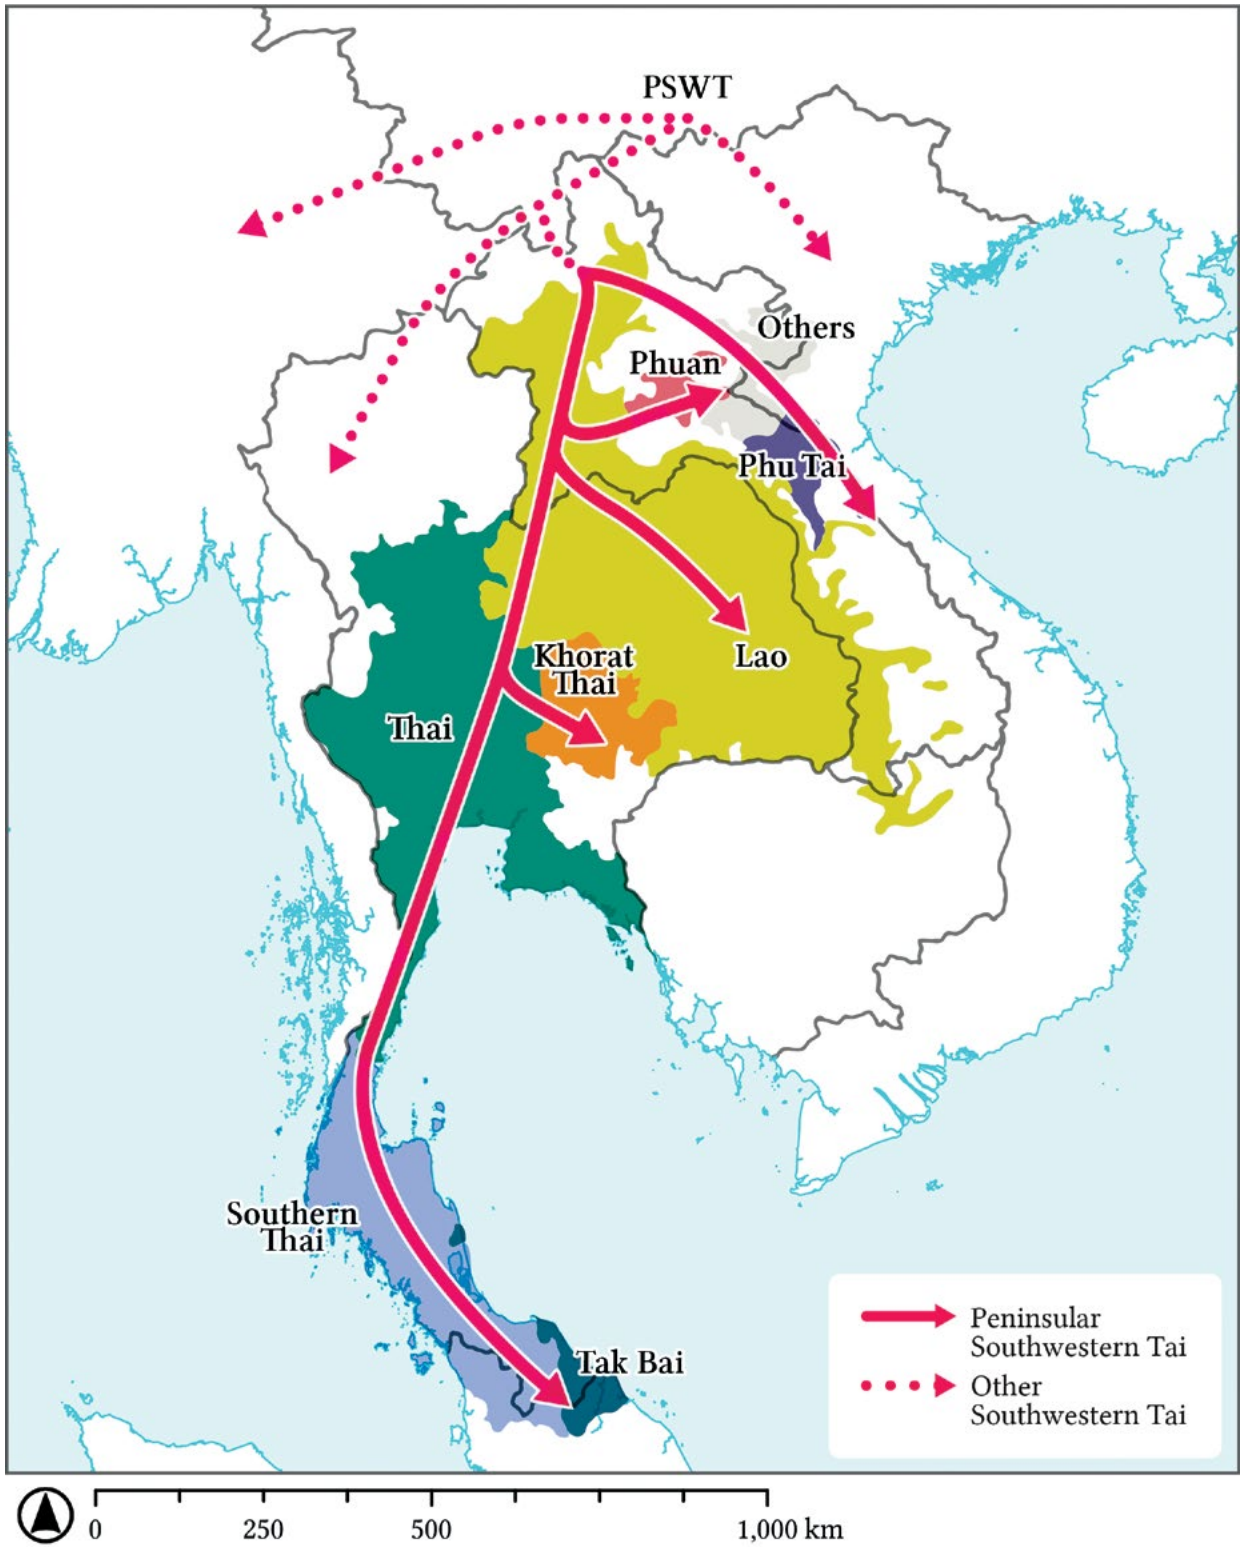 PSWT
Others
Phuan
Phu Tai
Khorat
Thai
Lao
Thai
Southern
Thai
Tak Bai
Peninsular
Southwestern Tai
Other
Southwestern Tai
0 250 500 1,000 km